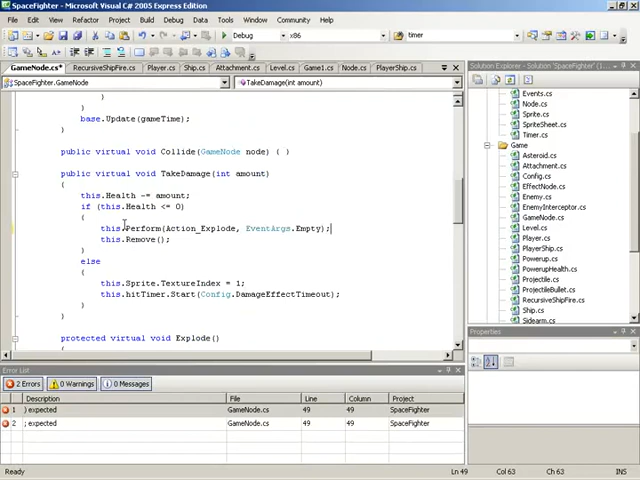 SpaceFighter - Microsoft Visual C# 2005 Express Edition
File Edit View Refactor Project Build Debug Data Tools Window Community Help
Debug x86 timer
GameNode.cs* RecursiveShipFire.cs Player.cs Ship.cs Attachment.cs Level.cs Game1.cs Node.cs PlayerShip.cs
SpaceFighter.GameNode TakeDamage(int amount)
}
base.Update(gameTime);
}
public virtual void Collide(GameNode node) { }
public virtual void TakeDamage(int amount)
{
this.Health -= amount;
if (this.Health <= 0)
{
this.Perform(Action_Explode, EventArgs.Empty);
this.Remove();
}
else
{
this.Sprite.TextureIndex = 1;
this.hitTimer.Start(Config.DamageEffectTimeout);
}
}
protected virtual void Explode()
{
Solution Explorer - SpaceFighter (1...
Events.cs
Node.cs
Sprite.cs
SpriteSheet.cs
Timer.cs
Game
Asteroid.cs
Attachment.cs
Config.cs
EffectNode.cs
Enemy.cs
EnemyInterceptor.cs
GameNode.cs
Level.cs
Player.cs
PlayerShip.cs
Powerup.cs
PowerupHealth.cs
Projectile.cs
ProjectileBullet.cs
RecursiveShipFire.cs
Ship.cs
Sidearm.cs
Properties
Error List
2 Errors 0 Warnings 0 Messages
Description File Line Column Project
1 ) expected GameNode.cs 49 49 SpaceFighter
2 ; expected GameNode.cs 49 49 SpaceFighter
Ready Ln 49 Col 63 Ch 63 INS